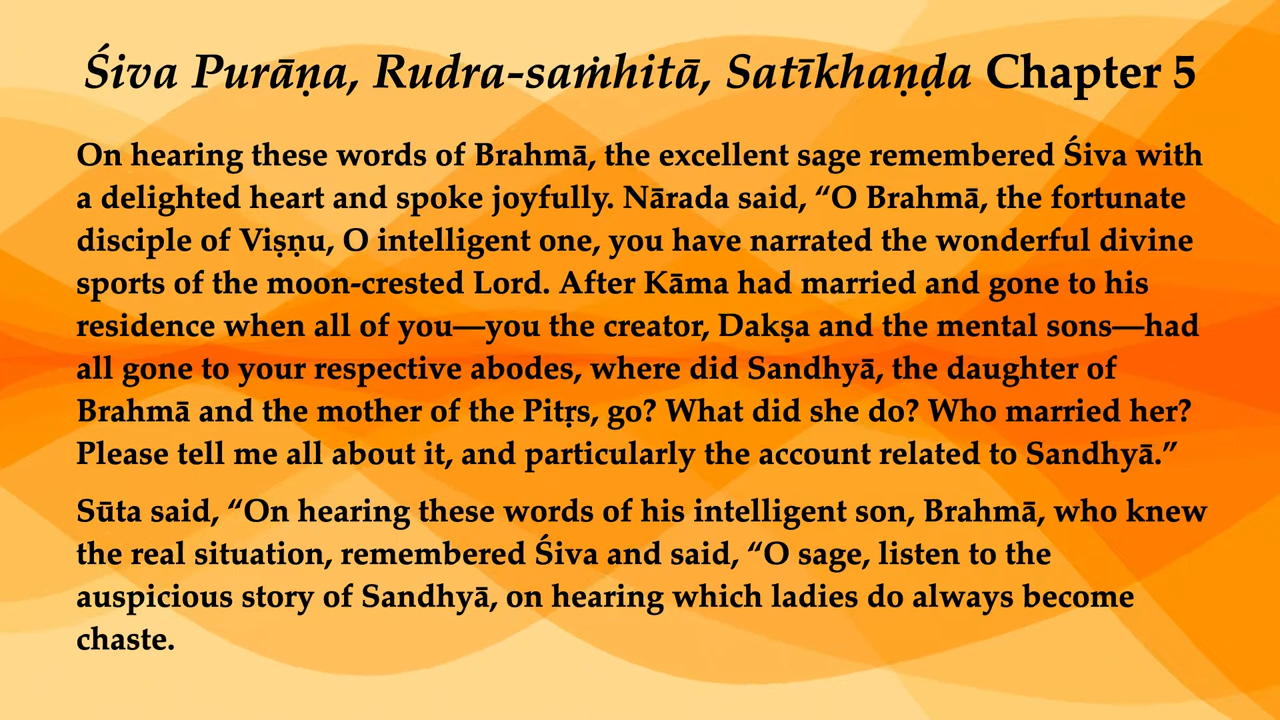 Śiva Purāṇa, Rudra-saṁhitā, Satīkhaṇḍa Chapter 5
On hearing these words of Brahmā, the excellent sage remembered Śiva with
a delighted heart and spoke joyfully. Nārada said, “O Brahmā, the fortunate
disciple of Viṣṇu, O intelligent one, you have narrated the wonderful divine
sports of the moon-crested Lord. After Kāma had married and gone to his
residence when all of you—you the creator, Dakṣa and the mental sons—had
all gone to your respective abodes, where did Sandhyā, the daughter of
Brahmā and the mother of the Pitṛs, go? What did she do? Who married her?
Please tell me all about it, and particularly the account related to Sandhyā.”
Sūta said, “On hearing these words of his intelligent son, Brahmā, who knew
the real situation, remembered Śiva and said, “O sage, listen to the
auspicious story of Sandhyā, on hearing which ladies do always become
chaste.